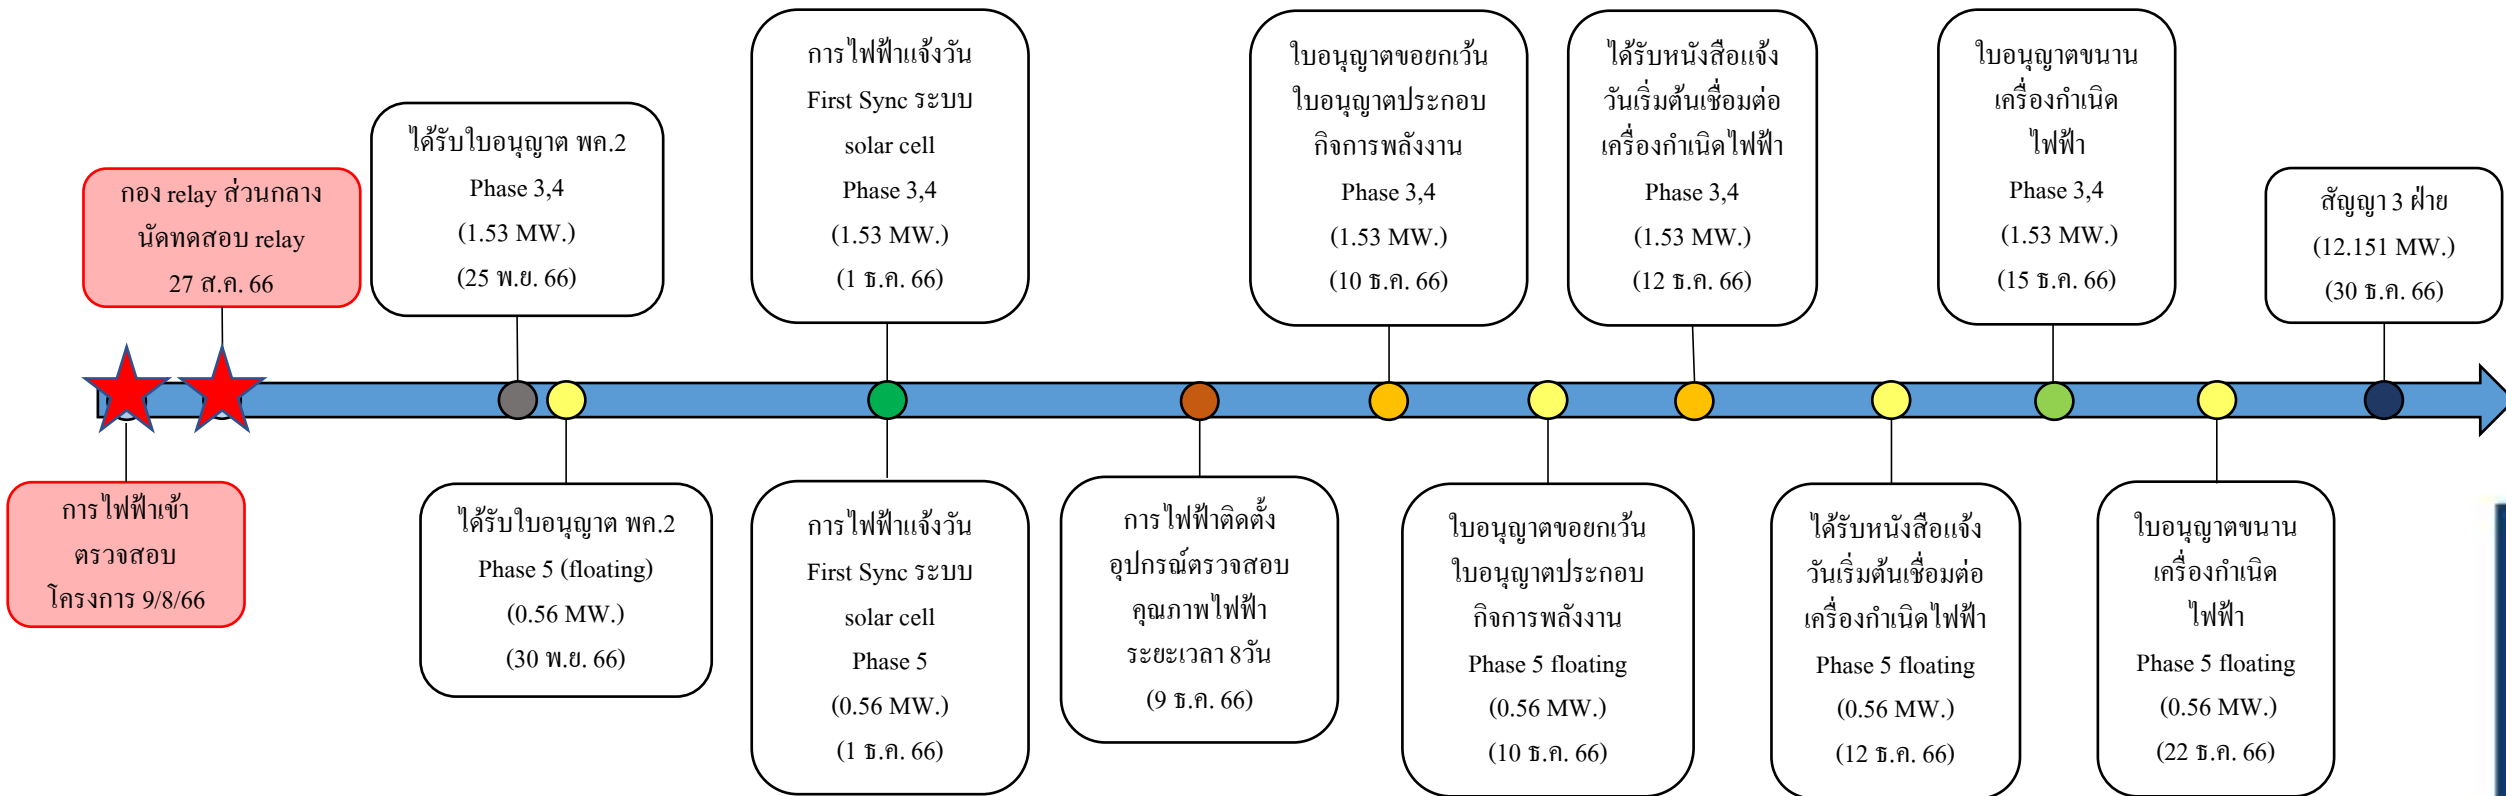 กอง relay ส่วนกลาง
นัดทดสอบ relay
27 ส.ค. 66
ได้รับใบอนุญาต พค.2
Phase 3,4
(1.53 MW.)
(25 พ.ย. 66)
การไฟฟ้าแจ้งวัน
First Sync ระบบ
solar cell
Phase 3,4
(1.53 MW.)
(1 ธ.ค. 66)
ใบอนุญาตขอยกเว้น
ใบอนุญาตประกอบ
กิจการพลังงาน
Phase 3,4
(1.53 MW.)
(10 ธ.ค. 66)
ได้รับหนังสือแจ้ง
วันเริ่มต้นเชื่อมต่อ
เครื่องกำเนิดไฟฟ้า
Phase 3,4
(1.53 MW.)
(12 ธ.ค. 66)
ใบอนุญาตขนาน
เครื่องกำเนิด
ไฟฟ้า
Phase 3,4
(1.53 MW.)
(15 ธ.ค. 66)
สัญญา 3 ฝ่าย
(12.151 MW.)
(30 ธ.ค. 66)
การไฟฟ้าเข้า
ตรวจสอบ
โครงการ 9/8/66
ได้รับใบอนุญาต พค.2
Phase 5 (floating)
(0.56 MW.)
(30 พ.ย. 66)
การไฟฟ้าแจ้งวัน
First Sync ระบบ
solar cell
Phase 5
(0.56 MW.)
(1 ธ.ค. 66)
การไฟฟ้าติดตั้ง
อุปกรณ์ตรวจสอบ
คุณภาพไฟฟ้า
ระยะเวลา 8วัน
(9 ธ.ค. 66)
ใบอนุญาตขอยกเว้น
ใบอนุญาตประกอบ
กิจการพลังงาน
Phase 5 floating
(0.56 MW.)
(10 ธ.ค. 66)
ได้รับหนังสือแจ้ง
วันเริ่มต้นเชื่อมต่อ
เครื่องกำเนิดไฟฟ้า
Phase 5 floating
(0.56 MW.)
(12 ธ.ค. 66)
ใบอนุญาตขนาน
เครื่องกำเนิด
ไฟฟ้า
Phase 5 floating
(0.56 MW.)
(22 ธ.ค. 66)